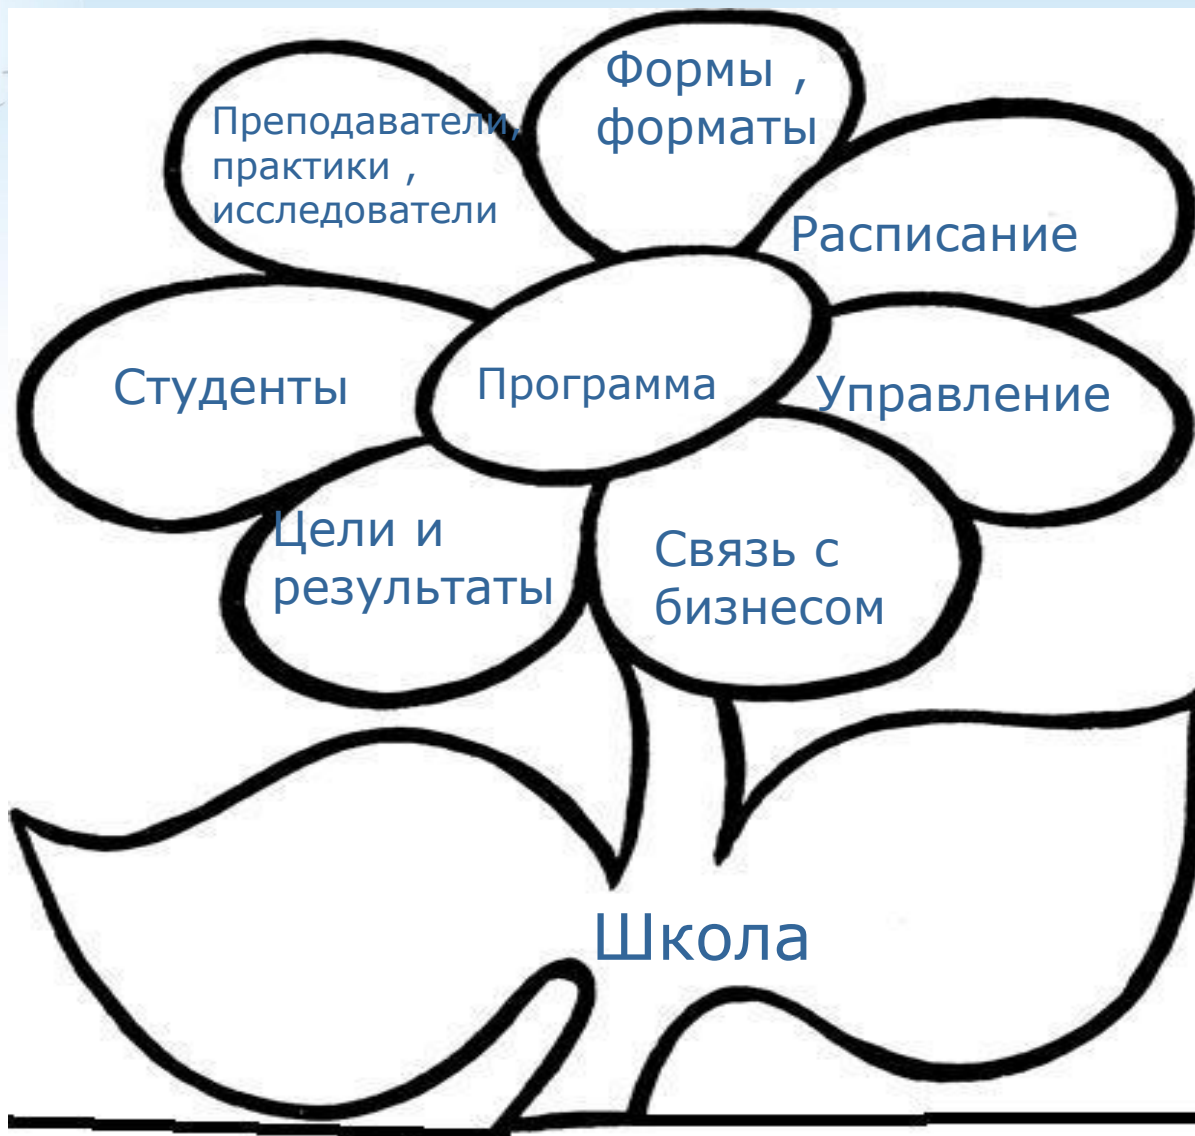 Формы ,
форматы
Преподаватели,
практики ,
исследователи
Расписание
Студенты
Программа
Управление
Цели и
результаты
Связь с
бизнесом
Школа